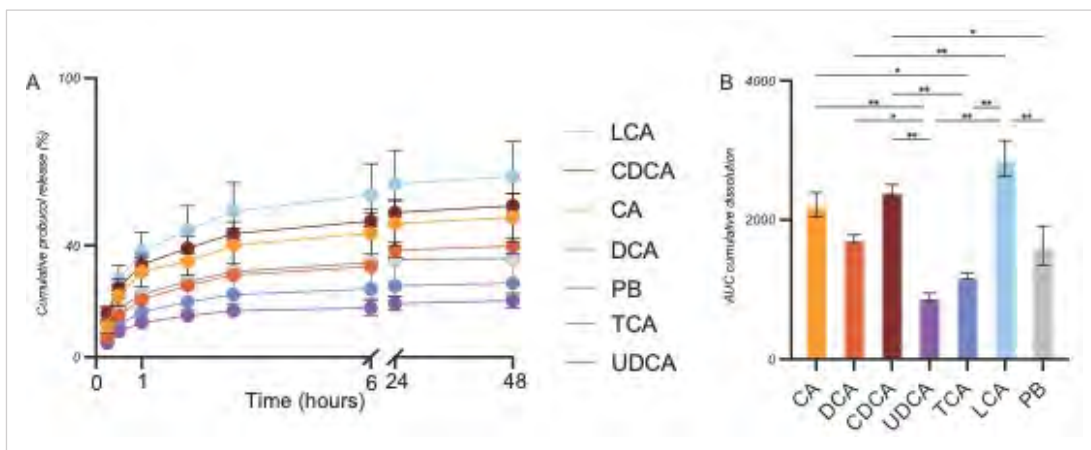 A
Cumulative probucol release (%)
100
40
0
0 1 6 24 48
Time (hours)
LCA
CDCA
CA
DCA
PB
TCA
UDCA
B
AUC cumulative dissolution
4000
2000
0
*
**
*
**
**
**
*
**
**
**
CA DCA CDCA UDCA TCA LCA PB